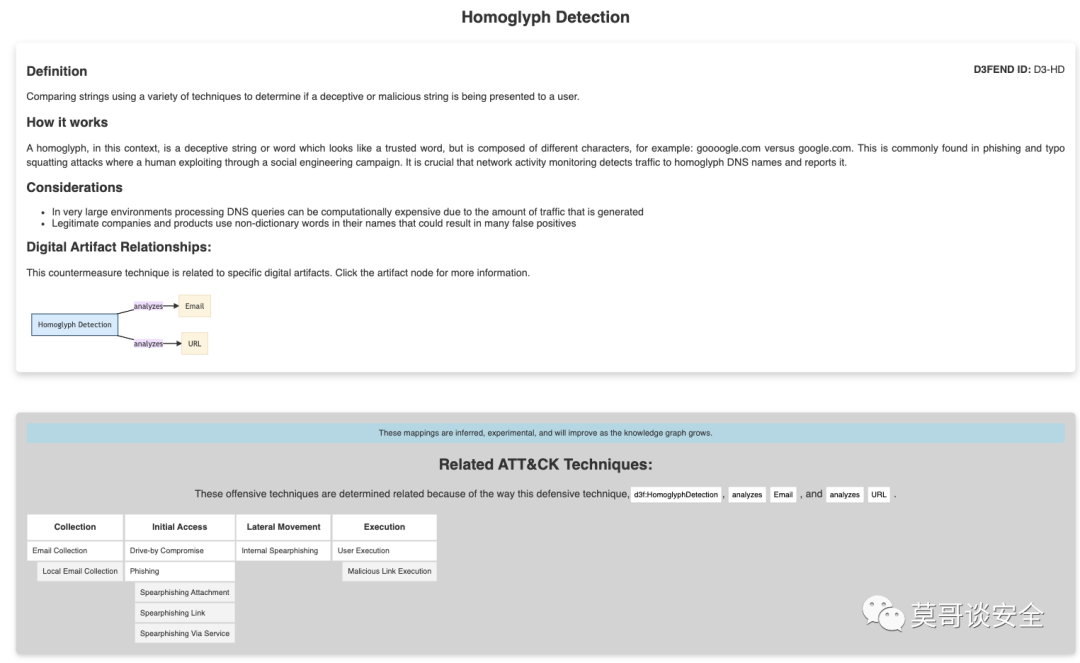 Homoglyph Detection
Definition
D3FEND ID: D3-HD
Comparing strings using a variety of techniques to determine if a deceptive or malicious string is being presented to a user.
How it works
A homoglyph, in this context, is a deceptive string or word which looks like a trusted word, but is composed of different characters, for example: goooogle.com versus google.com. This is commonly found in phishing and typo
squatting attacks where a human exploiting through a social engineering campaign. It is crucial that network activity monitoring detects traffic to homoglyph DNS names and reports it.
Considerations
• In very large environments processing DNS queries can be computationally expensive due to the amount of traffic that is generated
• Legitimate companies and products use non-dictionary words in their names that could result in many false positives
Digital Artifact Relationships:
This countermeasure technique is related to specific digital artifacts. Click the artifact node for more information.
analyzes Email
Homoglyph Detection
analyzes URL
These mappings are inferred, experimental, and will improve as the knowledge graph grows.
Related ATT&CK Techniques:
These offensive techniques are determined related because of the way this defensive technique, d3f:HomoglyphDetection , analyzes Email , and analyzes URL .
Collection Initial Access Lateral Movement Execution
Email Collection Drive-by Compromise Internal Spearphishing User Execution
Local Email Collection Phishing Malicious Link Execution
Spearphishing Attachment
Spearphishing Link
Spearphishing Via Service
莫哥谈安全